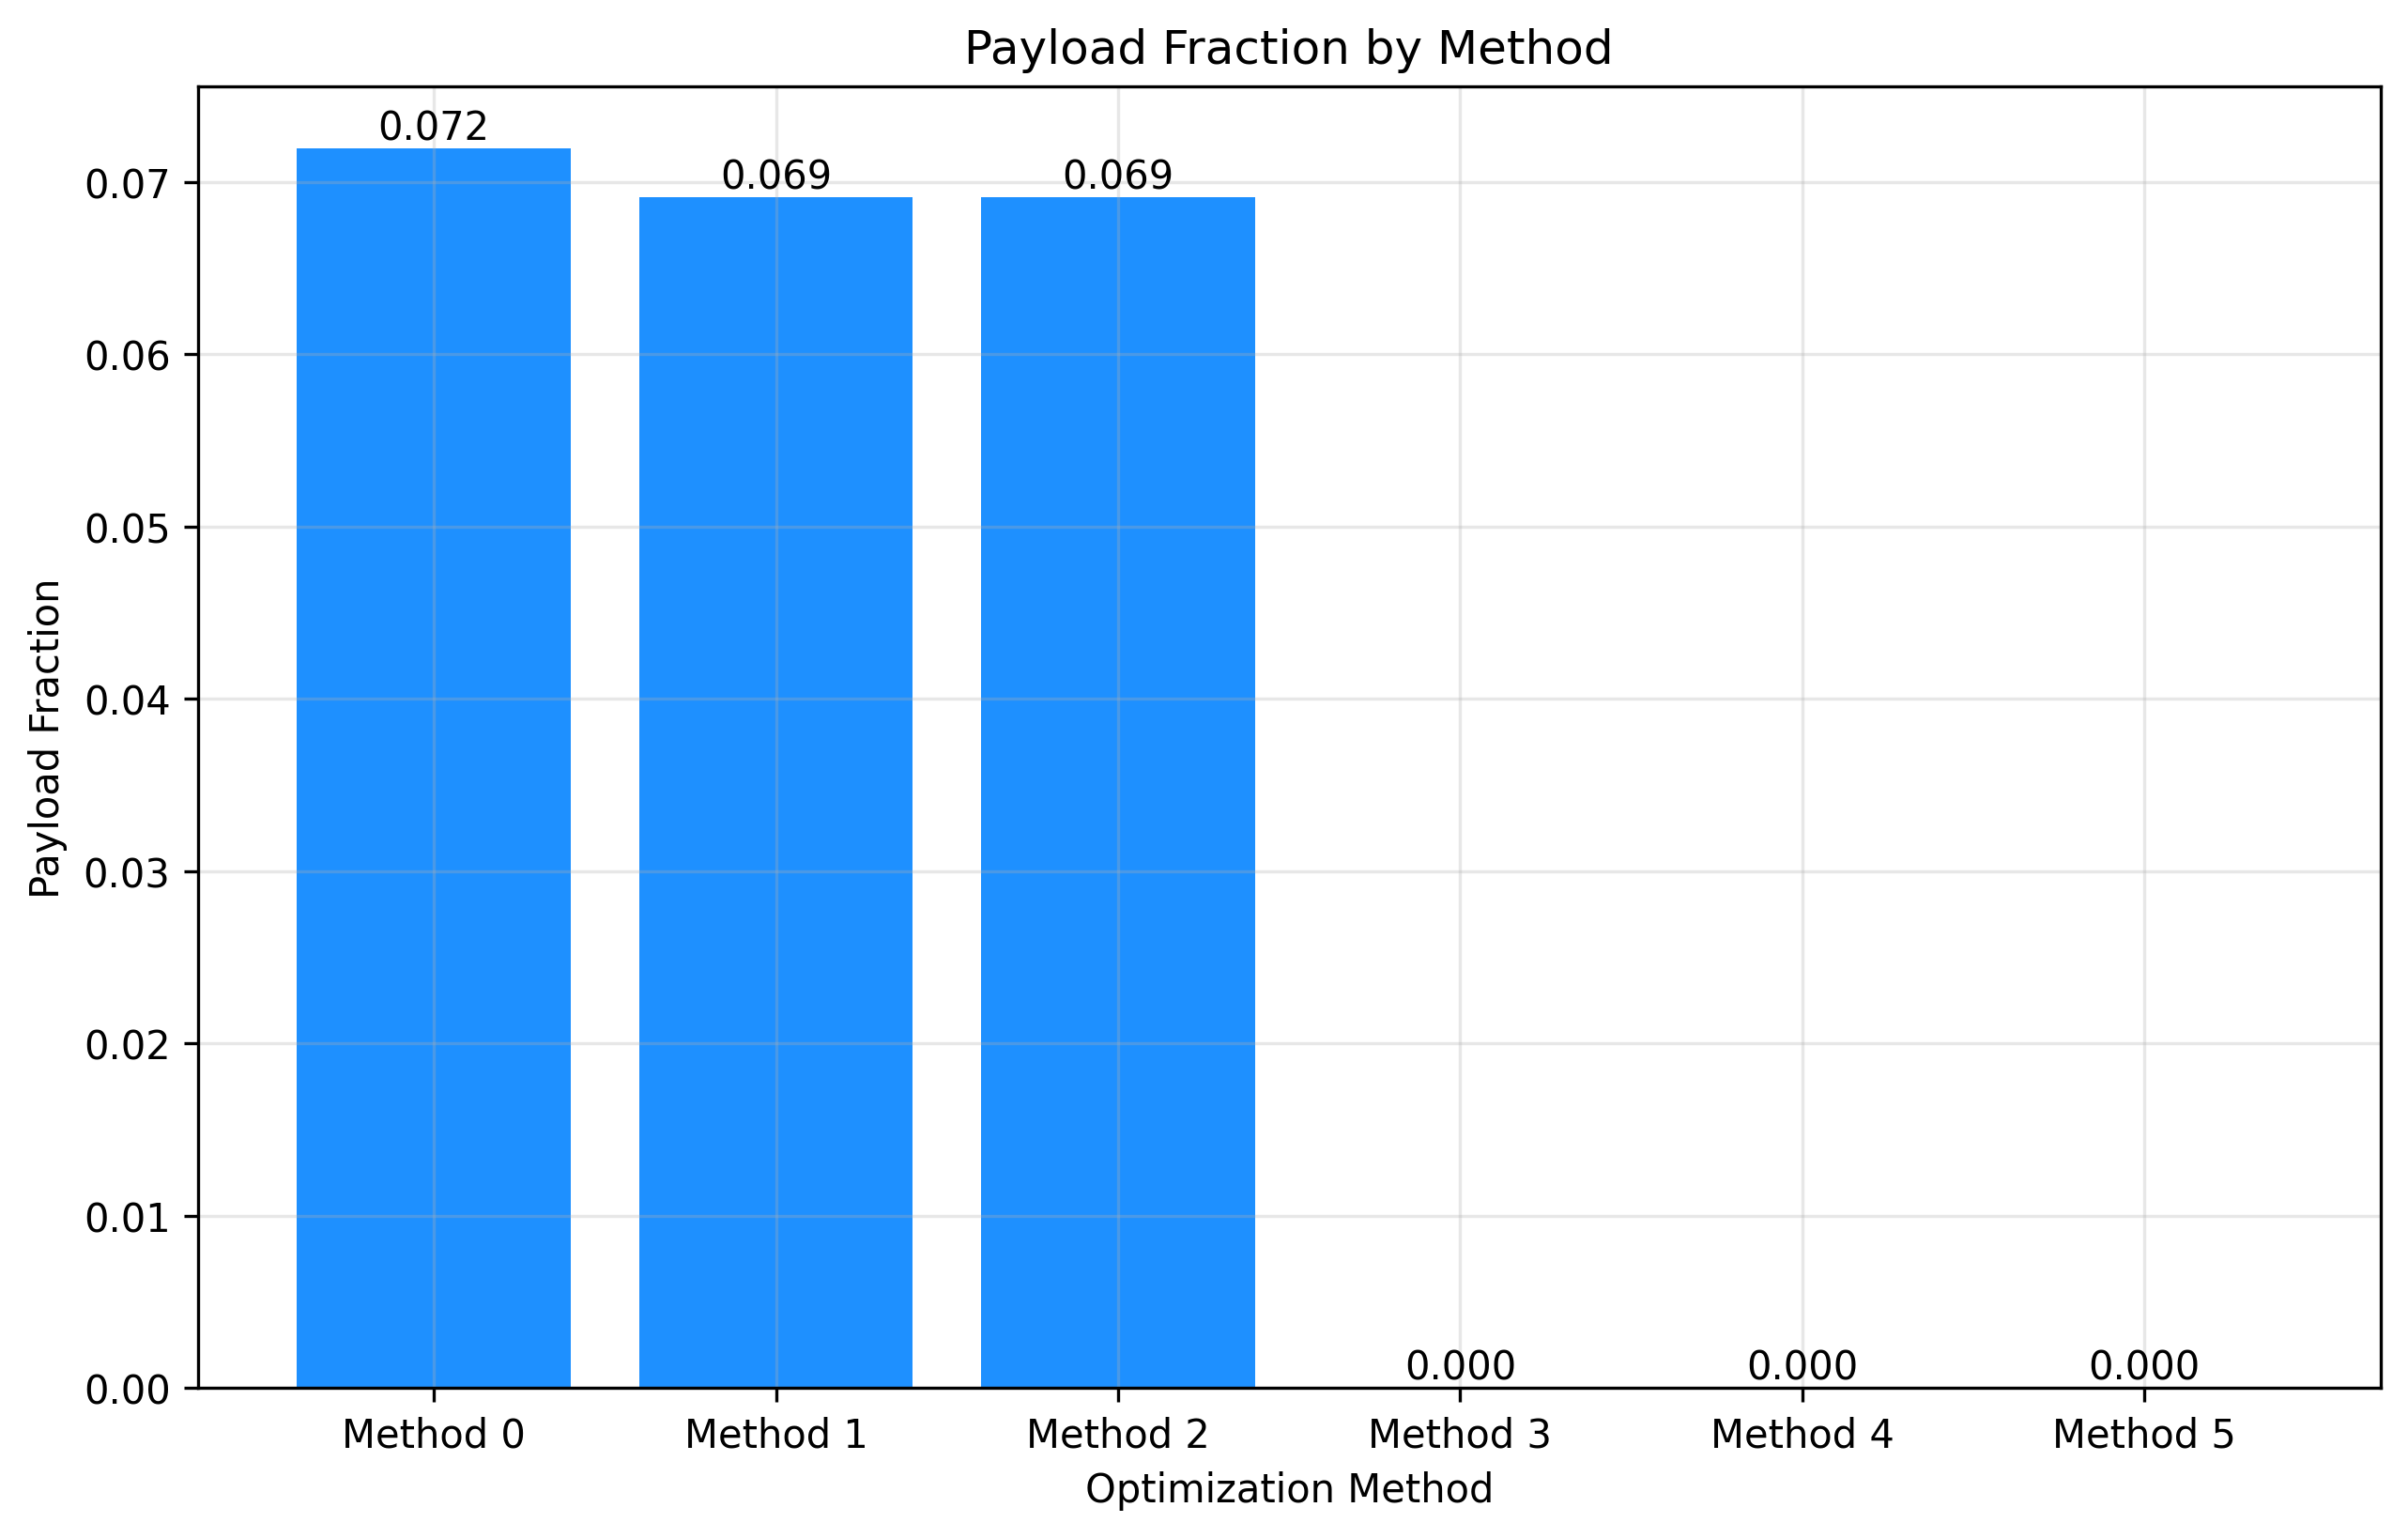 Payload Fraction by Method
0.072
0.069
0.069
0.000
0.000
0.000
0.07
0.06
0.05
0.04
0.03
0.02
0.01
0.00
Payload Fraction
Method 0
Method 1
Method 2
Method 3
Method 4
Method 5
Optimization Method